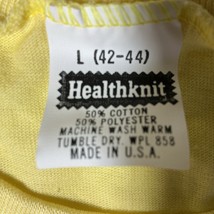 L (42-44)
Healthknit
50% COTTON
50% POLYESTER
MACHINE WASH WARM
TUMBLE DRY. WPL 858
MADE IN U.S.A.